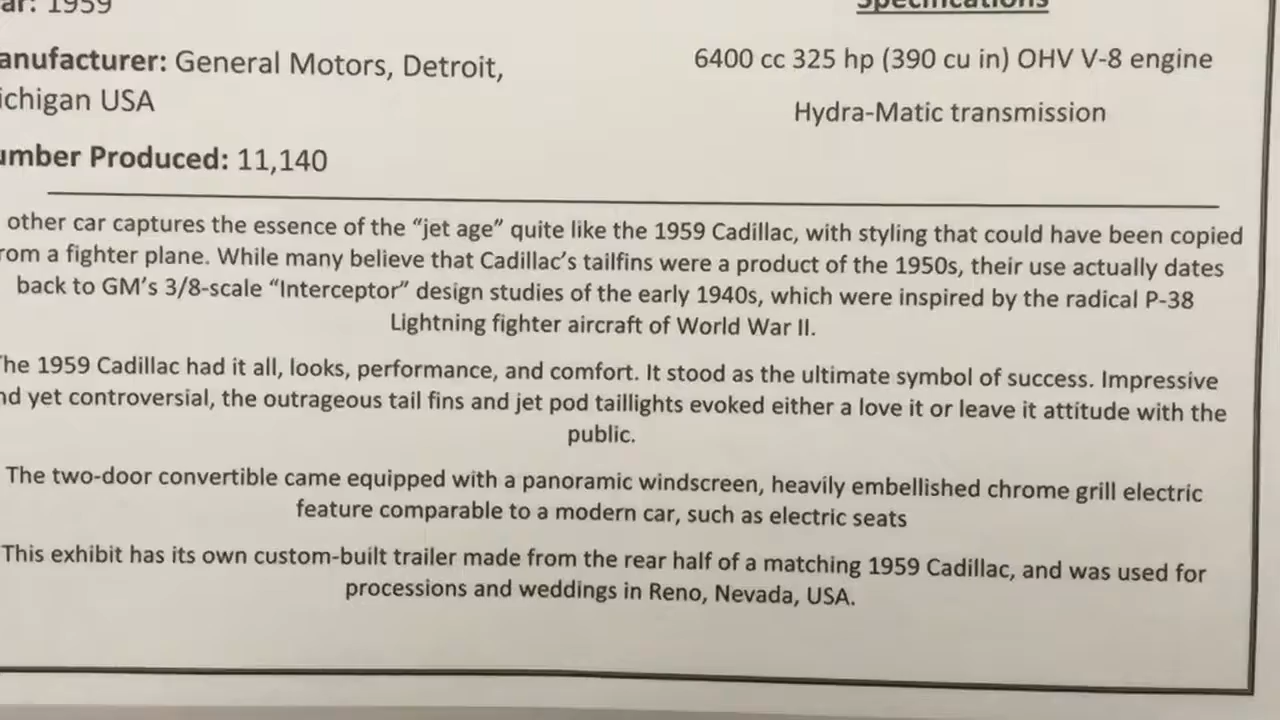 ar: 1959
Specifications
anufacturer: General Motors, Detroit,
ichigan USA
6400 cc 325 hp (390 cu in) OHV V-8 engine
Hydra-Matic transmission
umber Produced: 11,140
other car captures the essence of the “jet age” quite like the 1959 Cadillac, with styling that could have been copied
rom a fighter plane. While many believe that Cadillac’s tailfins were a product of the 1950s, their use actually dates
back to GM’s 3/8-scale “Interceptor” design studies of the early 1940s, which were inspired by the radical P-38
Lightning fighter aircraft of World War II.
he 1959 Cadillac had it all, looks, performance, and comfort. It stood as the ultimate symbol of success. Impressive
nd yet controversial, the outrageous tail fins and jet pod taillights evoked either a love it or leave it attitude with the
public.
The two-door convertible came equipped with a panoramic windscreen, heavily embellished chrome grill electric
feature comparable to a modern car, such as electric seats
This exhibit has its own custom-built trailer made from the rear half of a matching 1959 Cadillac, and was used for
processions and weddings in Reno, Nevada, USA.